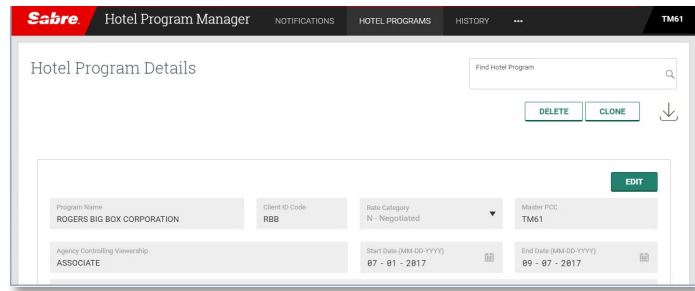 Sabre. Hotel Program Manager NOTIFICATIONS HOTEL PROGRAMS HISTORY ••• TM61
Hotel Program Details
Find Hotel Program
DELETE CLONE
EDIT
Program Name Client ID Code Rate Category Master PCC
ROGERS BIG BOX CORPORATION RBB N - Negotiated TM61
Agency Controlling Viewership Start Date (MM-DD-YYYY) End Date (MM-DD-YYYY)
ASSOCIATE 07 - 01 - 2017 09 - 07 - 2017